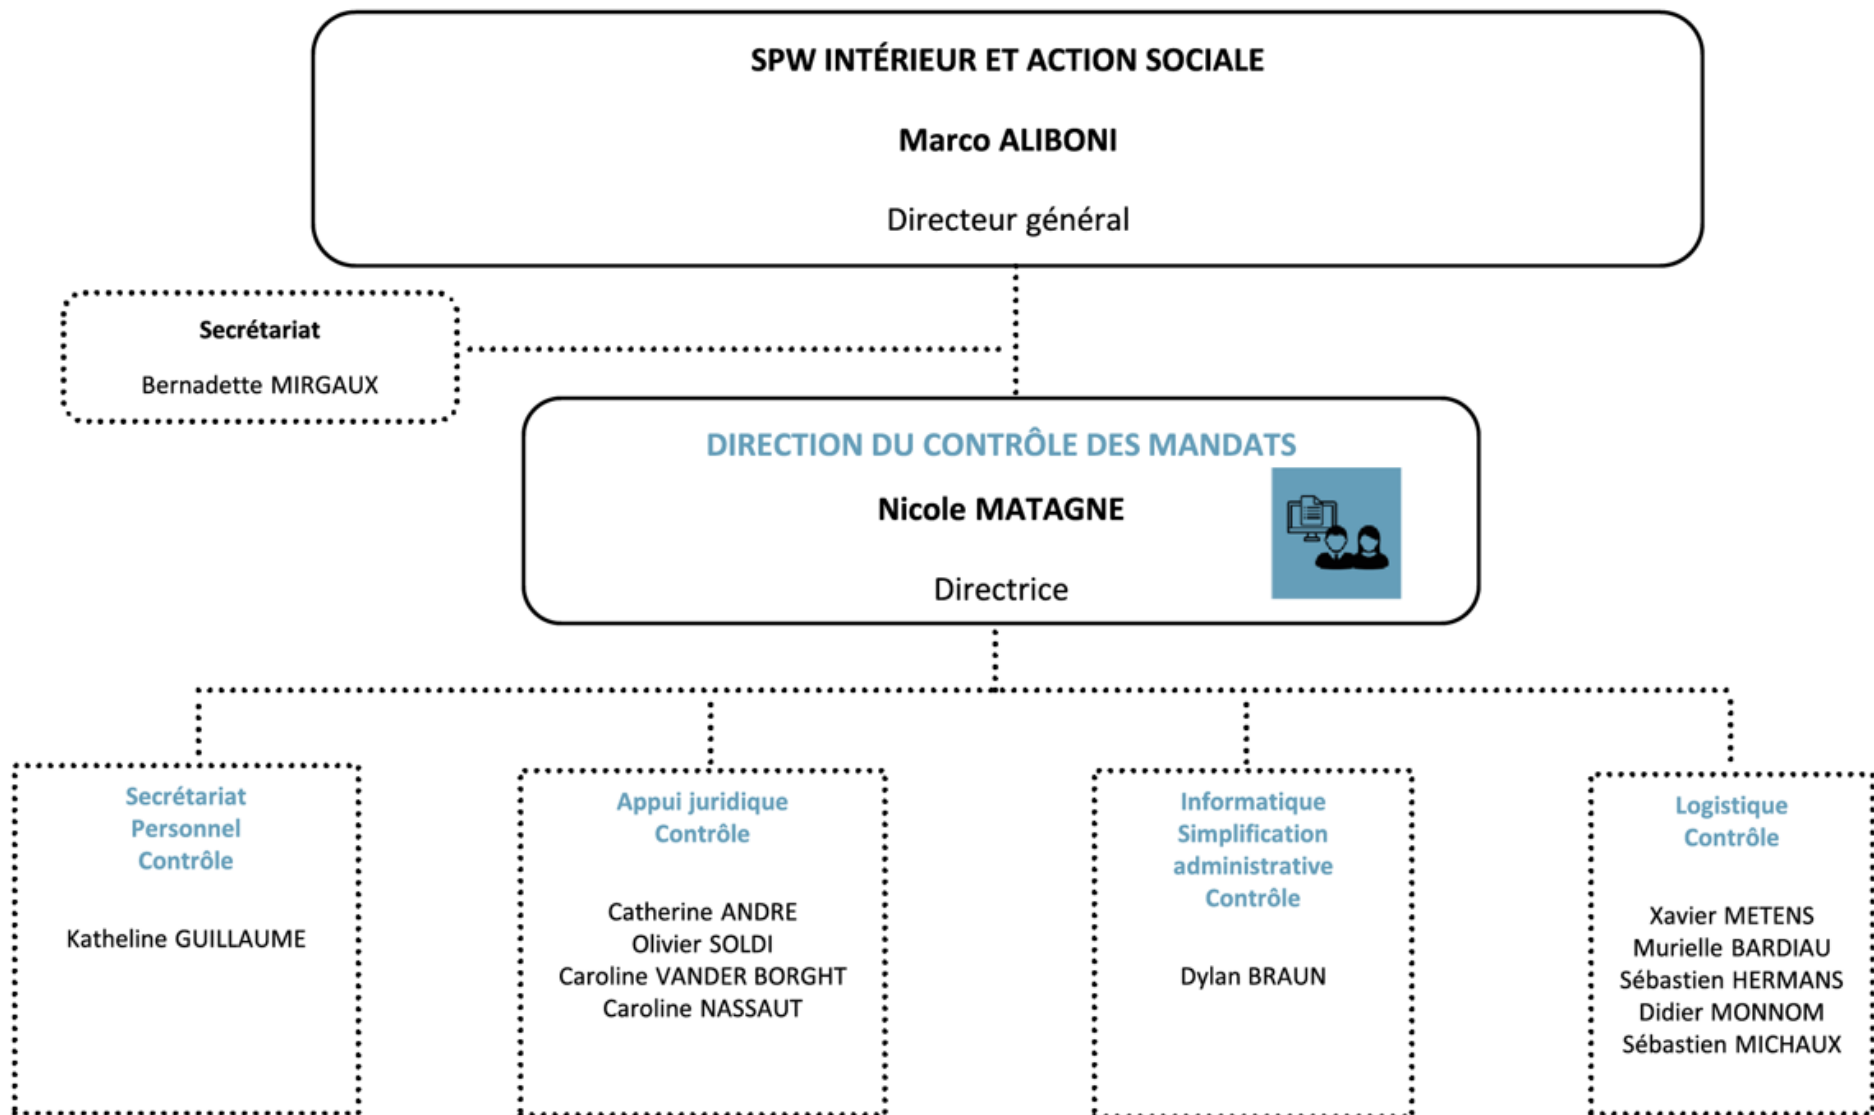 SPW INTÉRIEUR ET ACTION SOCIALE
Marco ALIBONI
Directeur général
Secrétariat
Bernadette MIRGAUX
DIRECTION DU CONTRÔLE DES MANDATS
Nicole MATAGNE
Directrice
Secrétariat
Personnel
Contrôle
Katheline GUILLAUME
Appui juridique
Contrôle
Catherine ANDRE
Olivier SOLDI
Caroline VANDER BORGHT
Caroline NASSAUT
Informatique
Simplification
administrative
Contrôle
Dylan BRAUN
Logistique
Contrôle
Xavier METENS
Murielle BARDIAU
Sébastien HERMANS
Didier MONNOM
Sébastien MICHAUX